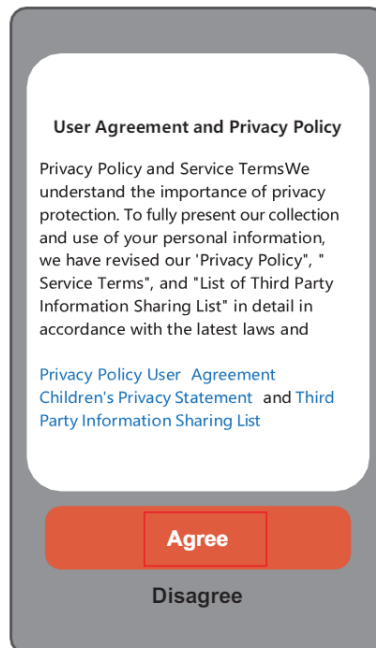 User Agreement and Privacy Policy
Privacy Policy and Service TermsWe
understand the importance of privacy
protection. To fully present our collection
and use of your personal information,
we have revised our 'Privacy Policy", "
Service Terms", and "List of Third Party
Information Sharing List" in detail in
accordance with the latest laws and
Privacy Policy User Agreement
Children's Privacy Statement and Third
Party Information Sharing List
Agree
Disagree